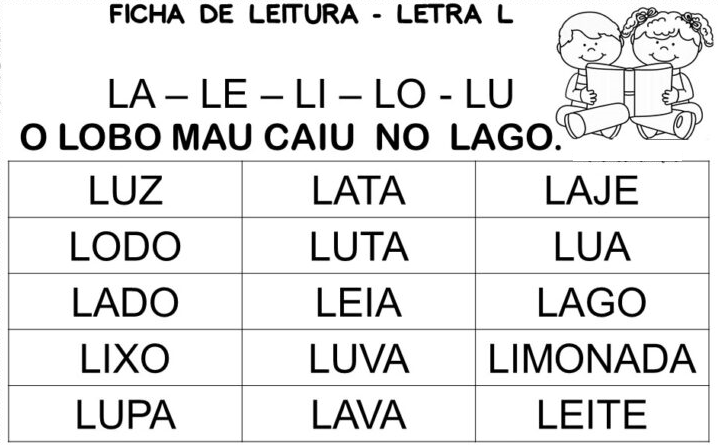 FICHA DE LEITURA - LETRA L
LA – LE – LI – LO - LU
O LOBO MAU CAIU NO LAGO.
LUZ LATA LAJE
LODO LUTA LUA
LADO LEIA LAGO
LIXO LUVA LIMONADA
LUPA LAVA LEITE